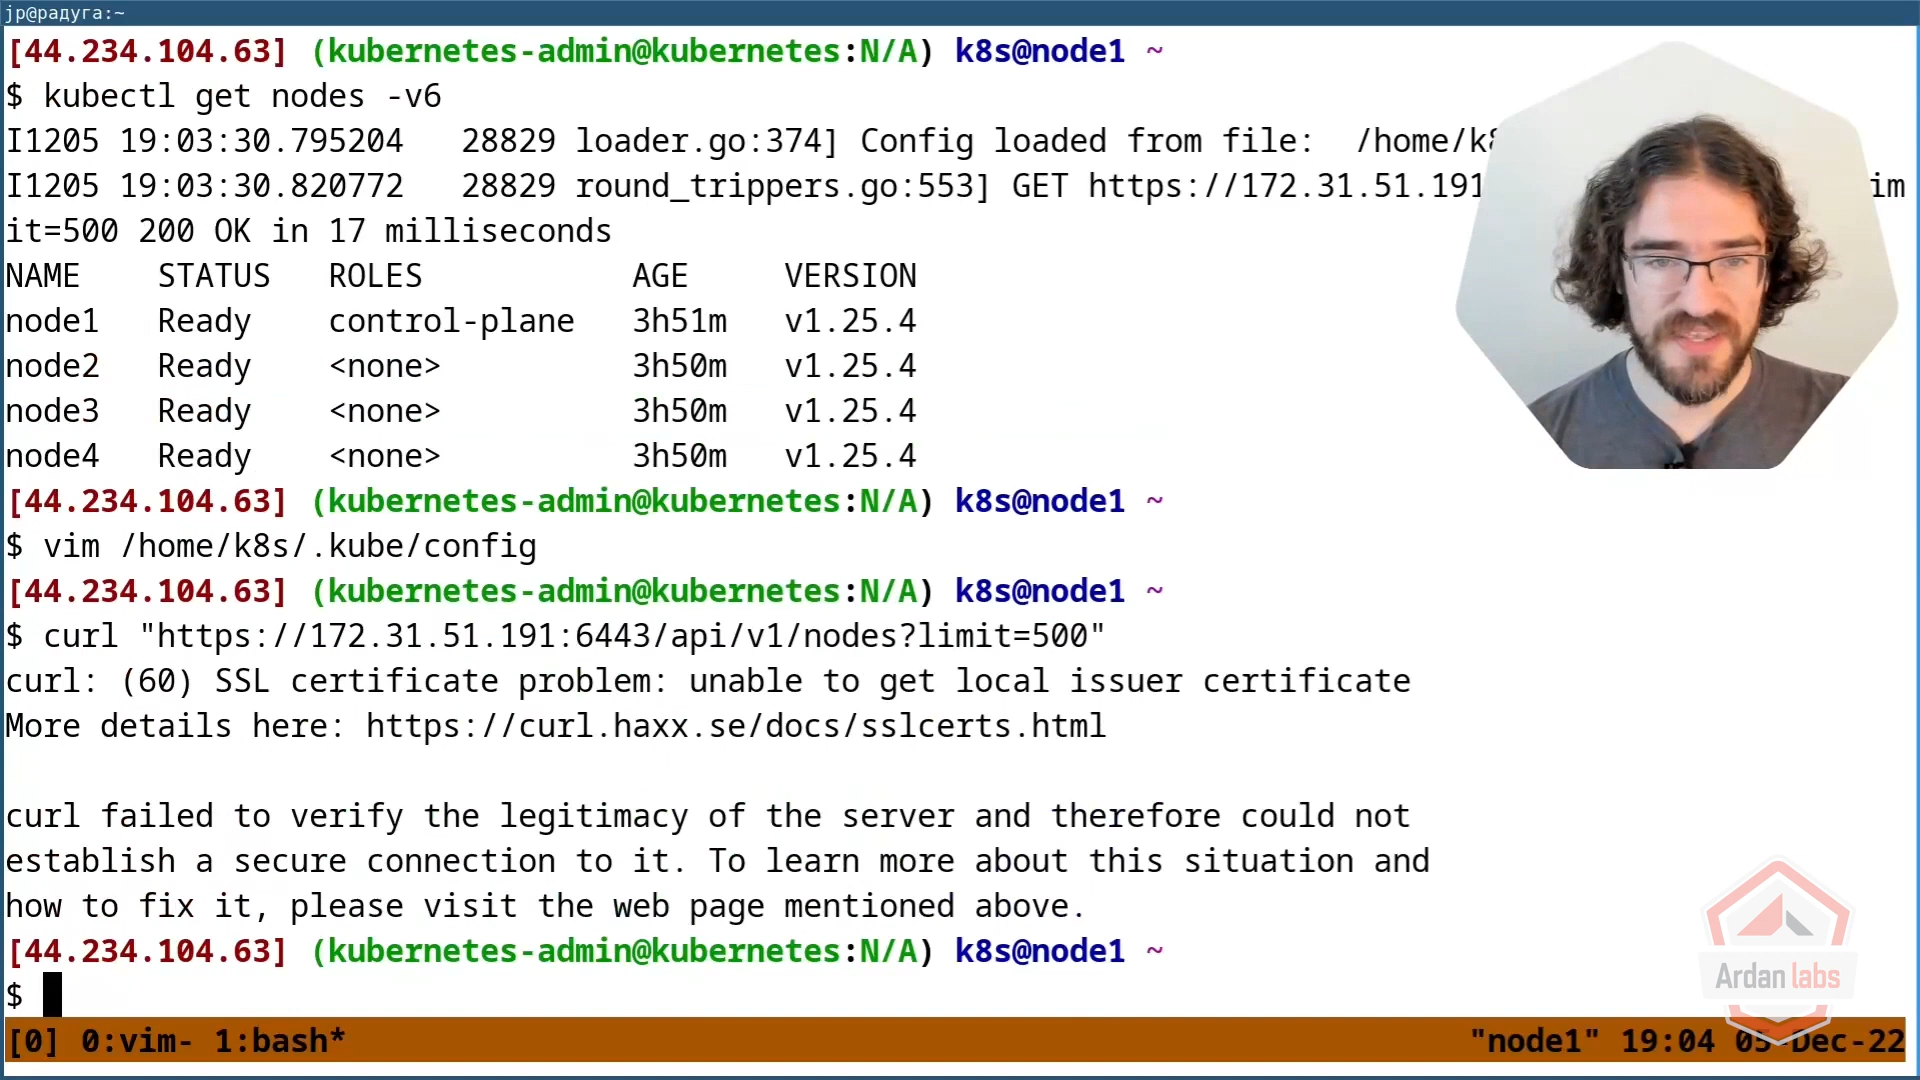 jp@радуга:~
[44.234.104.63] (kubernetes-admin@kubernetes:N/A) k8s@node1 ~
$ kubectl get nodes -v6
I1205 19:03:30.795204   28829 loader.go:374] Config loaded from file:  /home/k8
I1205 19:03:30.820772   28829 round_trippers.go:553] GET https://172.31.51.191 im
it=500 200 OK in 17 milliseconds
NAME    STATUS   ROLES           AGE     VERSION
node1   Ready    control-plane   3h51m   v1.25.4
node2   Ready    <none>          3h50m   v1.25.4
node3   Ready    <none>          3h50m   v1.25.4
node4   Ready    <none>          3h50m   v1.25.4
[44.234.104.63] (kubernetes-admin@kubernetes:N/A) k8s@node1 ~
$ vim /home/k8s/.kube/config
[44.234.104.63] (kubernetes-admin@kubernetes:N/A) k8s@node1 ~
$ curl "https://172.31.51.191:6443/api/v1/nodes?limit=500"
curl: (60) SSL certificate problem: unable to get local issuer certificate
More details here: https://curl.haxx.se/docs/sslcerts.html
curl failed to verify the legitimacy of the server and therefore could not
establish a secure connection to it. To learn more about this situation and
how to fix it, please visit the web page mentioned above.
[44.234.104.63] (kubernetes-admin@kubernetes:N/A) k8s@node1 ~
$
Ardan labs
[0] 0:vim- 1:bash* "node1" 19:04 05-Dec-22